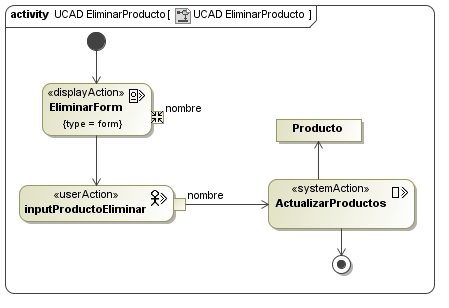 activity UCAD EliminarProducto[ UCAD EliminarProducto ]
«displayAction»
EliminarForm
{type = form}
nombre
Producto
«userAction»
inputProductoEliminar
nombre
«systemAction»
ActualizarProductos